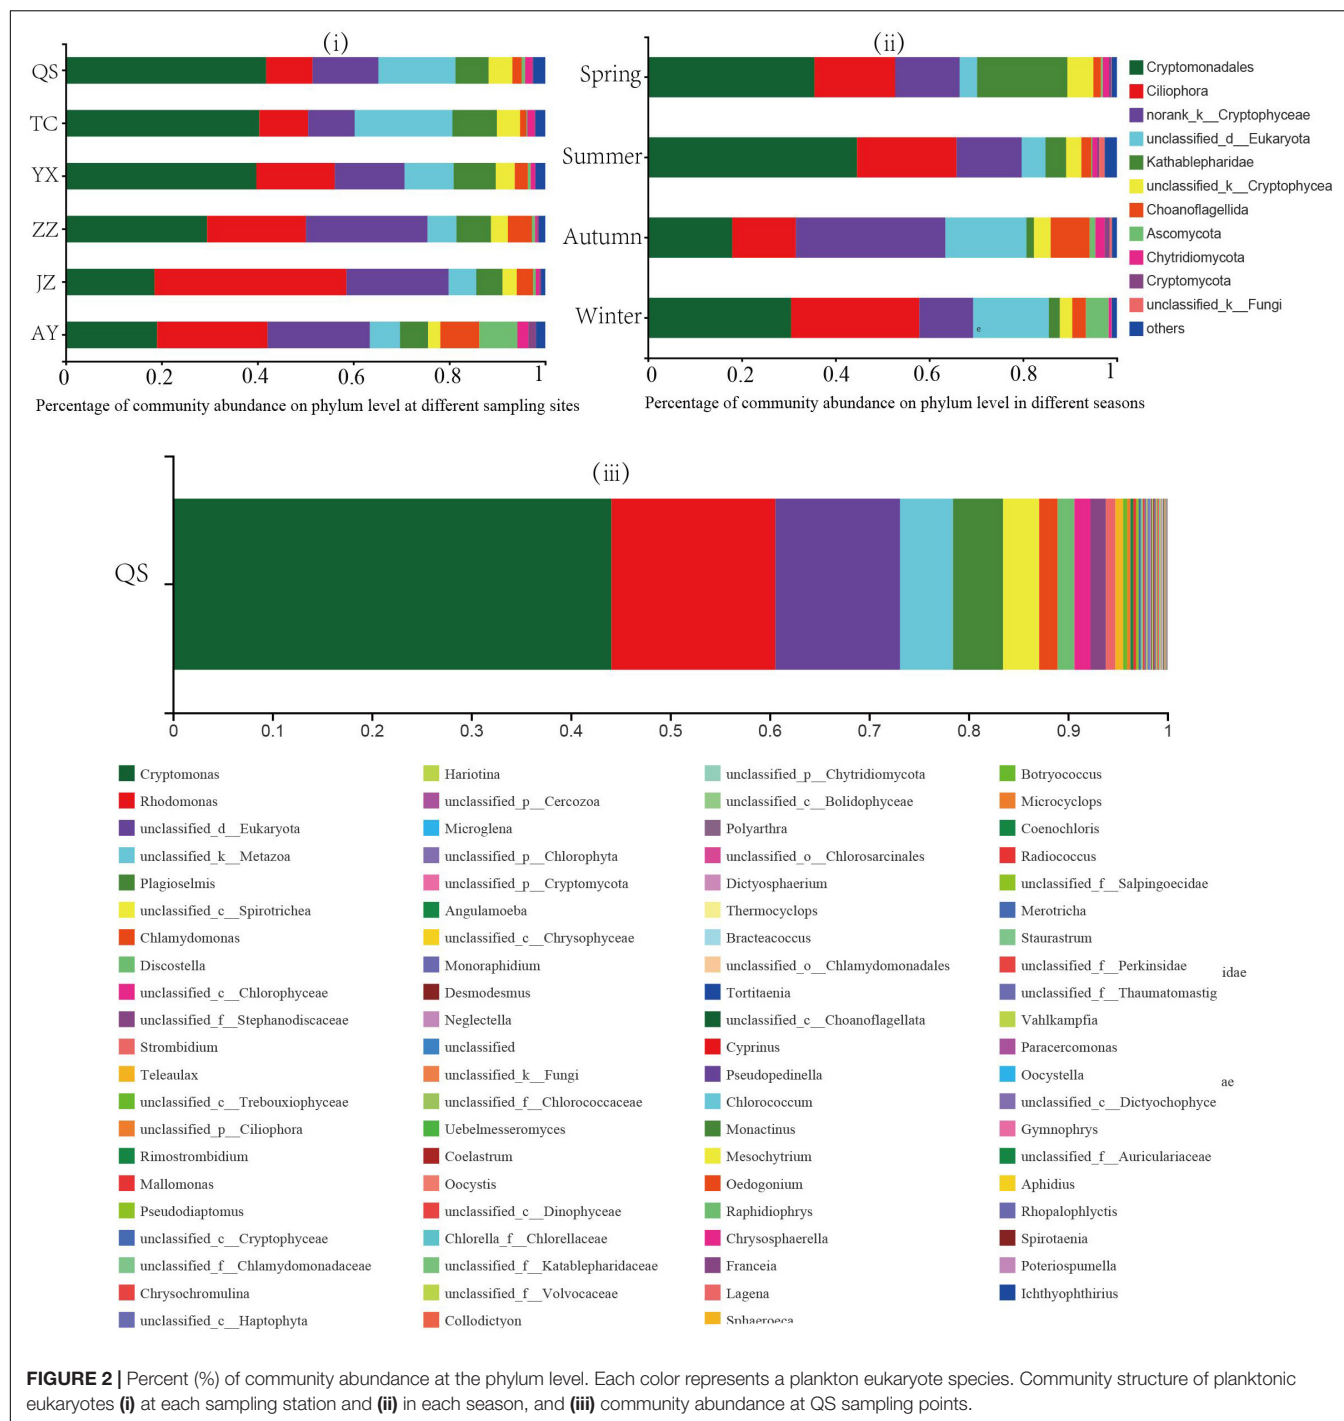 (i)
QS
TC
YX
ZZ
JZ
AY
0 0.2 0.4 0.6 0.8 1
Percentage of community abundance on phylum level at different sampling sites
(ii)
Spring
Summer
Autumn
Winter
e
0 0.2 0.4 0.6 0.8 1
Percentage of community abundance on phylum level in different seasons
Cryptomonadales
Ciliophora
norank_k__Cryptophyceae
unclassified_d__Eukaryota
Kathablepharidae
unclassified_k__Cryptophycea
Choanoflagellida
Ascomycota
Chytridiomycota
Cryptomycota
unclassified_k__Fungi
others
(iii)
QS
0 0.1 0.2 0.3 0.4 0.5 0.6 0.7 0.8 0.9 1
Cryptomonas
Rhodomonas
unclassified_d__Eukaryota
unclassified_k__Metazoa
Plagioselmis
unclassified_c__Spirotrichea
Chlamydomonas
Discostella
unclassified_c__Chlorophyceae
unclassified_f__Stephanodiscaceae
Strombidium
Teleaulax
unclassified_c__Trebouxiophyceae
unclassified_p__Ciliophora
Rimostrombidium
Mallomonas
Pseudodiaptomus
unclassified_c__Cryptophyceae
unclassified_f__Chlamydomonadaceae
Chrysochromulina
unclassified_c__Haptophyta
Hariotina
unclassified_p__Cercozoa
Microglena
unclassified_p__Chlorophyta
unclassified_p__Cryptomycota
Angulamoeba
unclassified_c__Chrysophyceae
Monoraphidium
Desmodesmus
Neglectella
unclassified
unclassified_k__Fungi
unclassified_f__Chlorococcaceae
Uebelmesseromyces
Coelastrum
Oocystis
unclassified_c__Dinophyceae
Chlorella_f__Chlorellaceae
unclassified_f__Katablepharidaceae
unclassified_f__Volvocaceae
Collodictyon
unclassified_p__Chytridiomycota
unclassified_c__Bolidophyceae
Polyarthra
unclassified_o__Chlorosarcinales
Dictyosphaerium
Thermocyclops
Bracteacoccus
unclassified_o__Chlamydomonadales
Tortitaenia
unclassified_c__Choanoflagellata
Cyprinus
Pseudopedinella
Chlorococcum
Monactinus
Mesochytrium
Oedogonium
Raphidiophrys
Chrysosphaerella
Franceia
Lagena
Sphaeroeca
Botryococcus
Microcyclops
Coenochloris
Radiococcus
unclassified_f__Salpingoecidae
Merotricha
Staurastrum
unclassified_f__Perkinsidae
idae
unclassified_f__Thaumatomastig
Vahlkampfia
Paracercomonas
Oocystella
ae
unclassified_c__Dictyochophyce
Gymnophrys
unclassified_f__Auriculariaceae
Aphidius
Rhopalophlyctis
Spirotaenia
Poteriospumella
Ichthyophthirius
FIGURE 2 | Percent (%) of community abundance at the phylum level. Each color represents a plankton eukaryote species. Community structure of planktonic
eukaryotes (i) at each sampling station and (ii) in each season, and (iii) community abundance at QS sampling points.